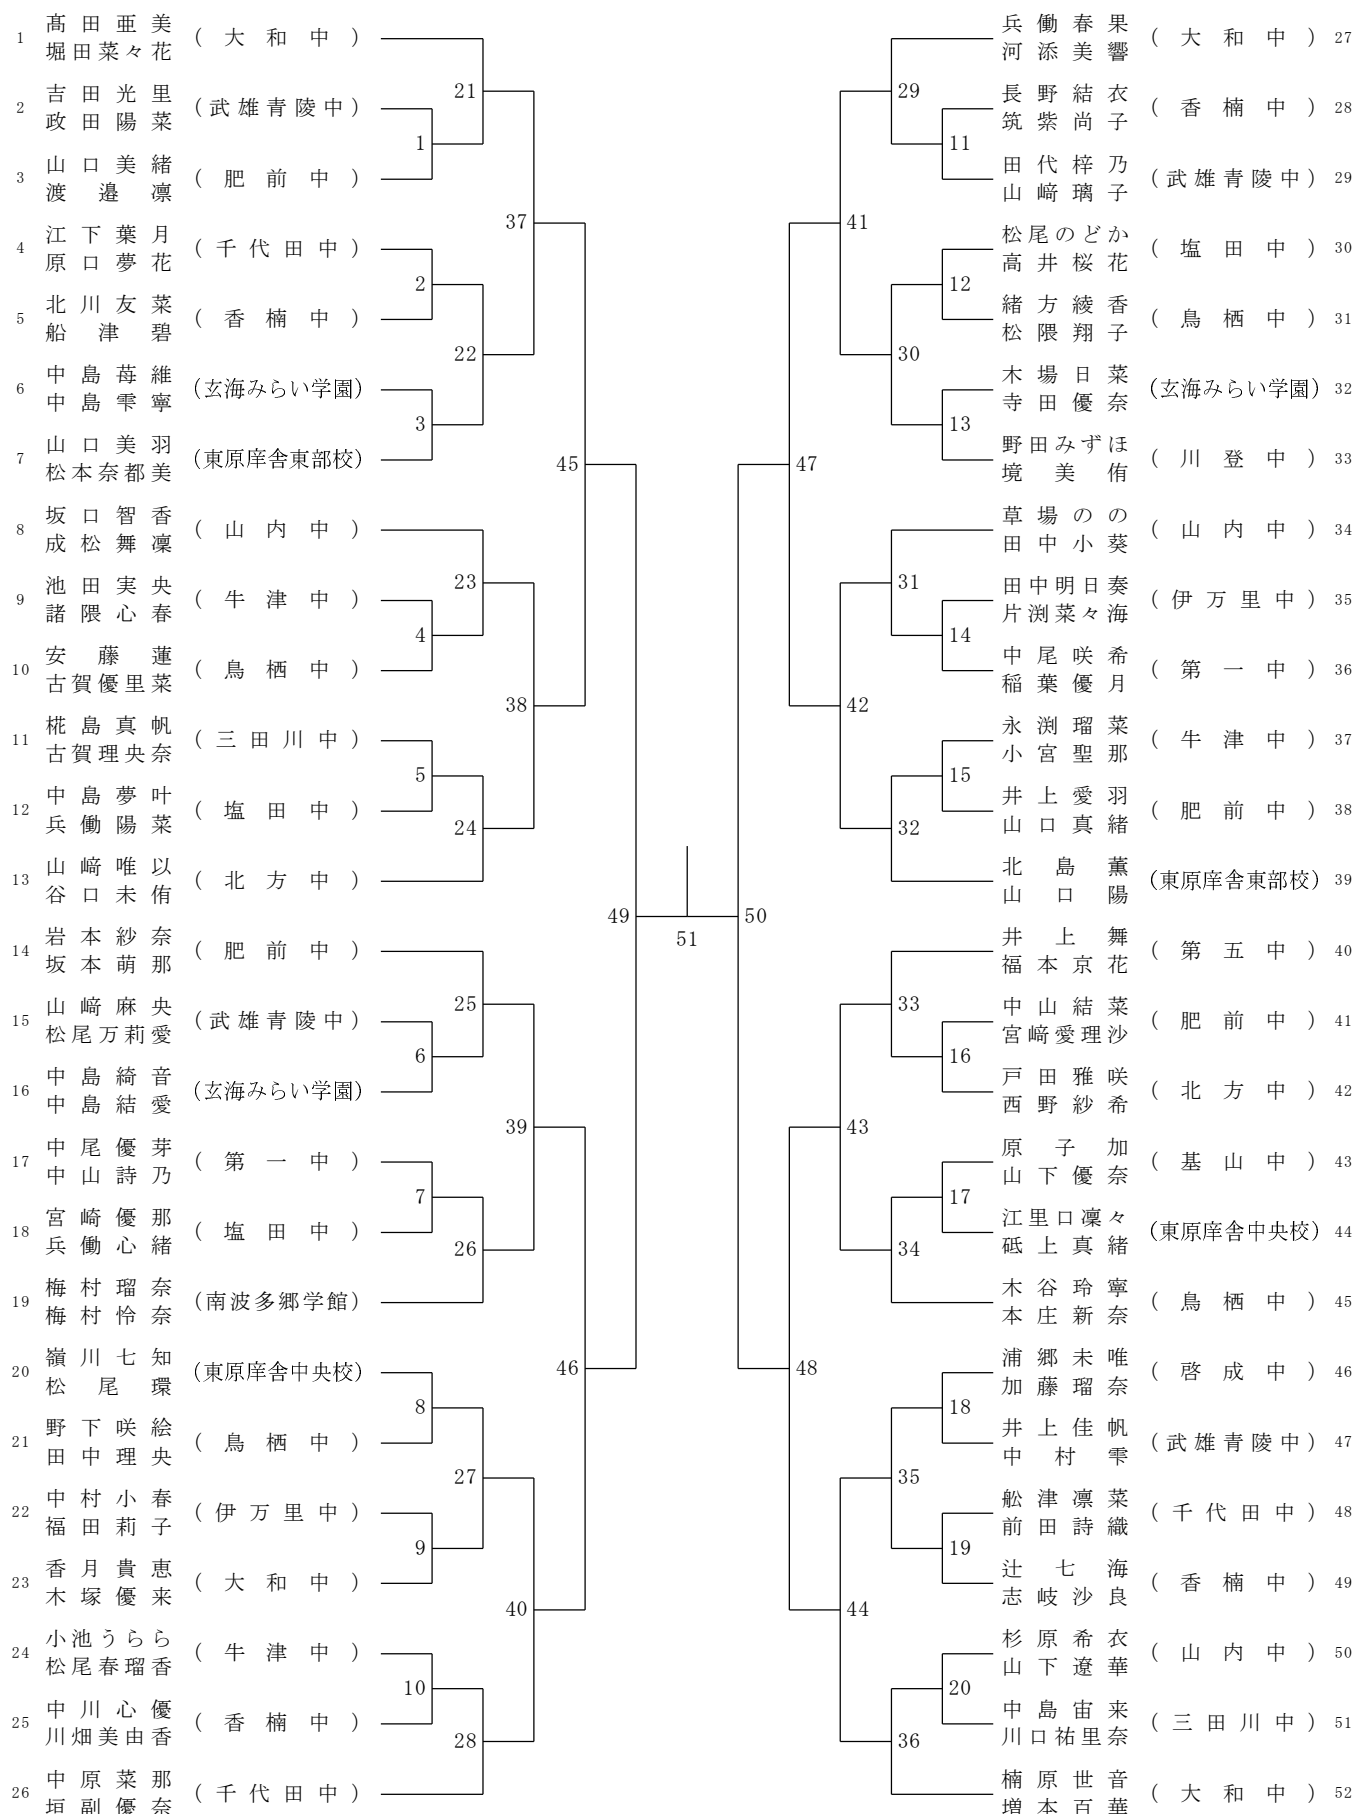 1 髙田亜美 堀田菜々花 (大和中)
2 吉田光里 政田陽菜 (武雄青陵中)
3 山口美緒 渡邉凛 (肥前中)
4 江下葉月 原口夢花 (千代田中)
5 北川友菜 船津碧 (香楠中)
6 中島苺維 中島雫寧 (玄海みらい学園)
7 山口美羽 松本奈都美 (東原庠舎東部校)
8 坂口智香 成松舞凜 (山内中)
9 池田実央 諸隈心春 (牛津中)
10 安藤蓮 古賀優里菜 (鳥栖中)
11 椛島真帆 古賀理央奈 (三田川中)
12 中島夢叶 兵働陽菜 (塩田中)
13 山﨑唯以 谷口未侑 (北方中)
14 岩本紗奈 坂本萌那 (肥前中)
15 山﨑麻央 松尾万莉愛 (武雄青陵中)
16 中島綺音 中島結愛 (玄海みらい学園)
17 中尾優芽 中山詩乃 (第一中)
18 宮崎優那 兵働心緒 (塩田中)
19 梅村瑠奈 梅村怜奈 (南波多郷学館)
20 嶺川七知 松尾環 (東原庠舎中央校)
21 野下咲絵 田中理央 (鳥栖中)
22 中村小春 福田莉子 (伊万里中)
23 香月貴恵 木塚優来 (大和中)
24 小池うらら 松尾春瑠香 (牛津中)
25 中川心優 川畑美由香 (香楠中)
26 中原菜那 垣副優奈 (千代田中)
21
1
37
2
22
3
45
23
4
38
5
24
49
25
6
39
7
26
46
8
27
9
40
10
28
51
50
29
11
41
12
30
13
47
31
14
42
15
32
33
16
43
17
34
48
18
35
19
44
20
36
兵働春果 河添美響 (大和中) 27
長野結衣 筑紫尚子 (香楠中) 28
田代梓乃 山﨑璃子 (武雄青陵中) 29
松尾のどか 高井桜花 (塩田中) 30
緒方綾香 松隈翔子 (鳥栖中) 31
木場日菜 寺田優奈 (玄海みらい学園) 32
野田みずほ 境美侑 (川登中) 33
草場のの 田中小葵 (山内中) 34
田中明日奏 片渕菜々海 (伊万里中) 35
中尾咲希 稲葉優月 (第一中) 36
永渕瑠菜 小宮聖那 (牛津中) 37
井上愛羽 山口真緒 (肥前中) 38
北島薫 山口陽 (東原庠舎東部校) 39
井上舞 福本京花 (第五中) 40
中山結菜 宮﨑愛理沙 (肥前中) 41
戸田雅咲 西野紗希 (北方中) 42
原子加 山下優奈 (基山中) 43
江里口凜々 砥上真緒 (東原庠舎中央校) 44
木谷玲寧 本庄新奈 (鳥栖中) 45
浦郷未唯 加藤瑠奈 (啓成中) 46
井上佳帆 中村雫 (武雄青陵中) 47
舩津凛菜 前田詩織 (千代田中) 48
辻七海 志岐沙良 (香楠中) 49
杉原希衣 山下遼華 (山内中) 50
中島宙来 川口祐里奈 (三田川中) 51
楠原世音 増本百華 (大和中) 52